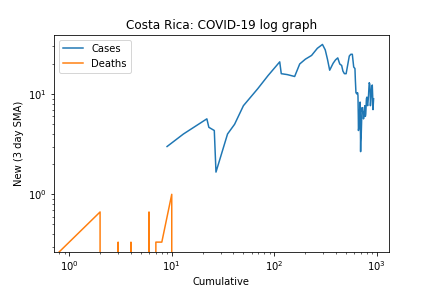 Costa Rica: COVID-19 log graph
Cases
Deaths
New (3 day SMA)
10¹
10⁰
10⁰ 10¹ 10² 10³
Cumulative